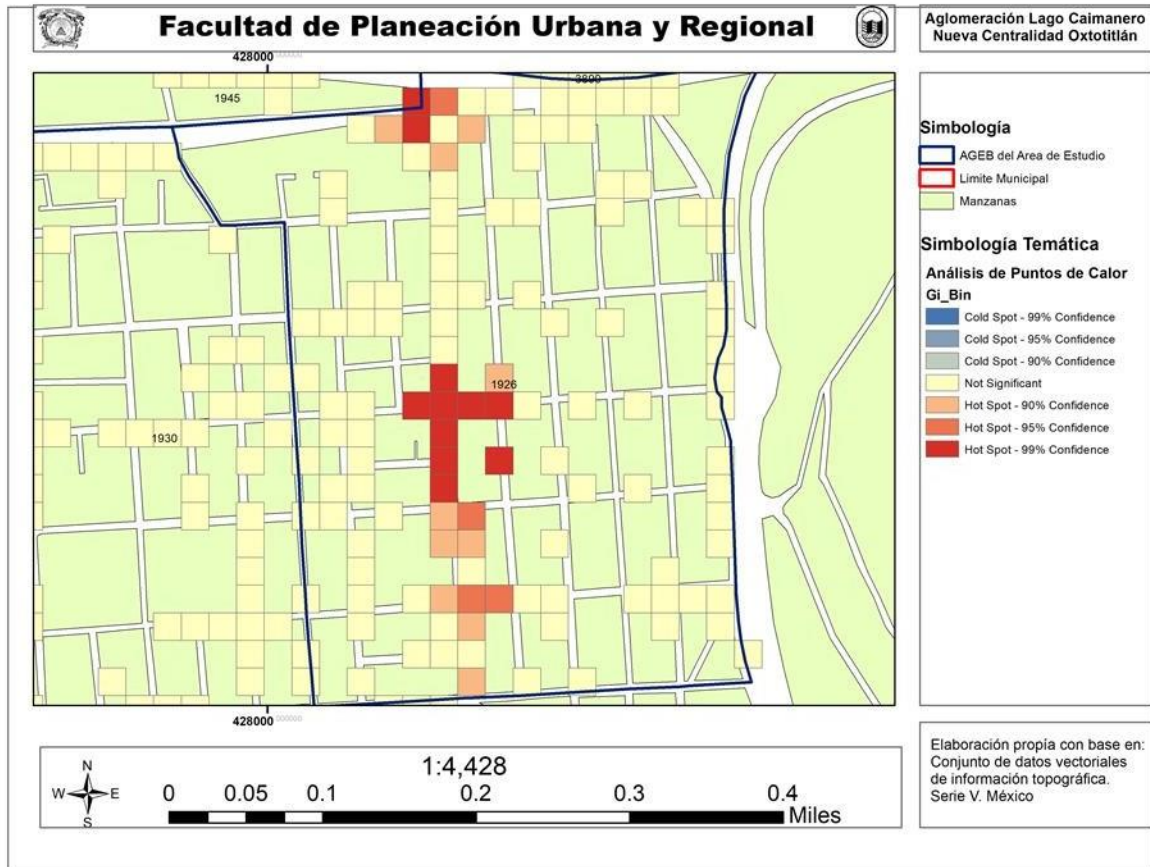 Facultad de Planeación Urbana y Regional
Aglomeración Lago Caimanero
Nueva Centralidad Oxtotitlán
428000 000000
3899
1945
1926
1930
428000 000000
Simbología
AGEB del Area de Estudio
Limite Municipal
Manzanas
Simbología Temática
Análisis de Puntos de Calor
Gi_Bin
Cold Spot - 99% Confidence
Cold Spot - 95% Confidence
Cold Spot - 90% Confidence
Not Significant
Hot Spot - 90% Confidence
Hot Spot - 95% Confidence
Hot Spot - 99% Confidence
N
W E
S
1:4,428
0 0.05 0.1 0.2 0.3 0.4
Miles
Elaboración propía con base en:
Conjunto de datos vectoriales
de información topográfica.
Serie V. México